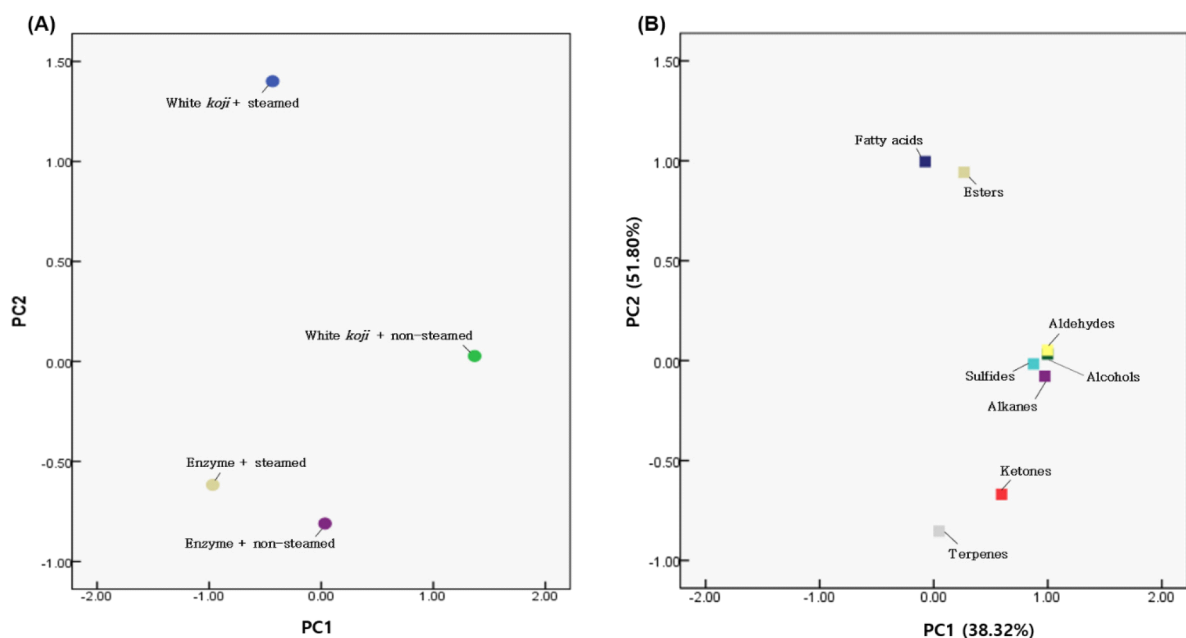 (A)
1.50
1.00
0.50
0.00
-0.50
-1.00
-2.00 -1.00 0.00 1.00 2.00
PC2
PC1
White koji + steamed
White koji + non-steamed
Enzyme + steamed
Enzyme + non-steamed
(B)
1.50
1.00
0.50
0.00
-0.50
-1.00
-2.00 -1.00 0.00 1.00 2.00
PC2 (51.80%)
PC1 (38.32%)
Fatty acids
Esters
Aldehydes
Sulfides
Alcohols
Alkanes
Ketones
Terpenes